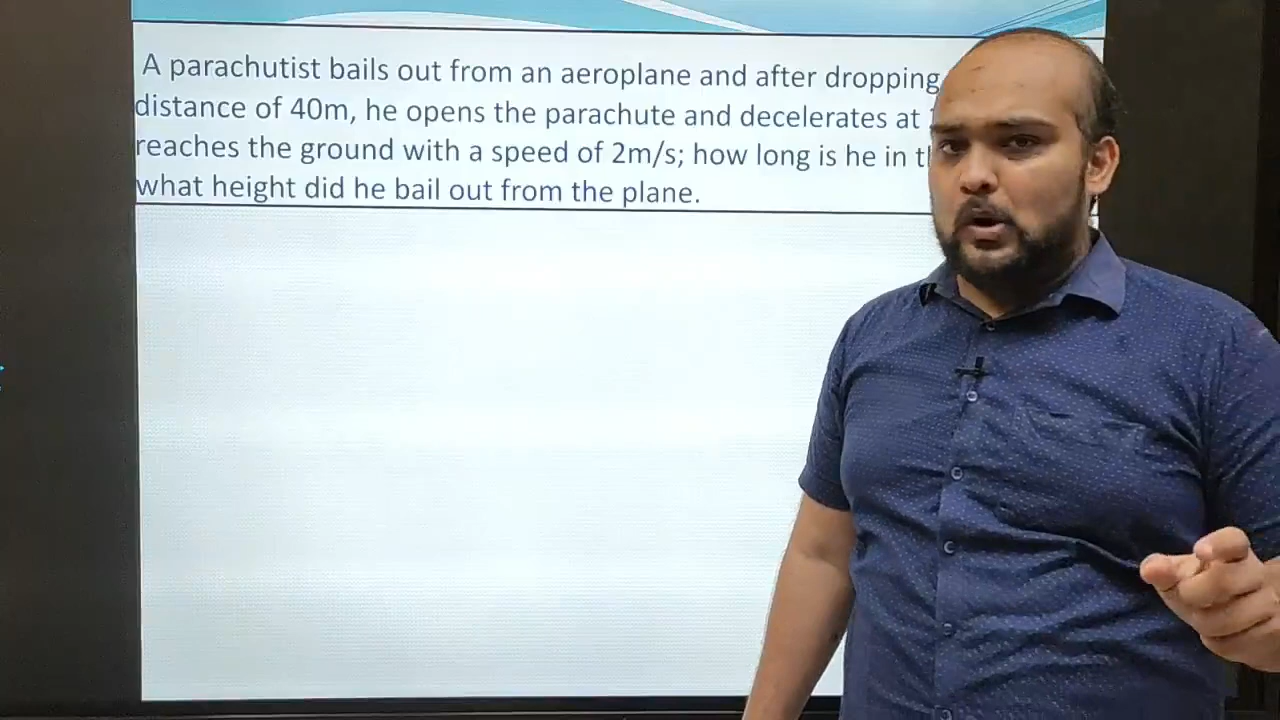 A parachutist bails out from an aeroplane and after dropping
distance of 40m, he opens the parachute and decelerates at
reaches the ground with a speed of 2m/s; how long is he in
what height did he bail out from the plane.